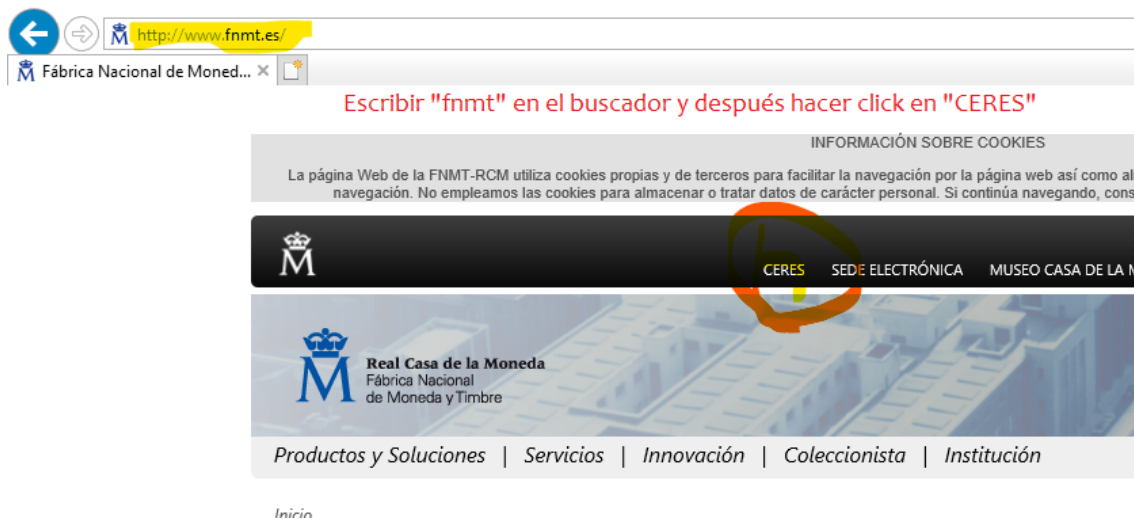 http://www.fnmt.es/
Fábrica Nacional de Moned...
Escribir "fnmt" en el buscador y después hacer click en "CERES"
INFORMACIÓN SOBRE COOKIES
La página Web de la FNMT-RCM utiliza cookies propias y de terceros para facilitar la navegación por la página web así como al
navegación. No empleamos las cookies para almacenar o tratar datos de carácter personal. Si continúa navegando, cons
CERES SEDE ELECTRÓNICA MUSEO CASA DE LA M
Real Casa de la Moneda
Fábrica Nacional
de Moneda y Timbre
Productos y Soluciones | Servicios | Innovación | Coleccionista | Institución
Inicio